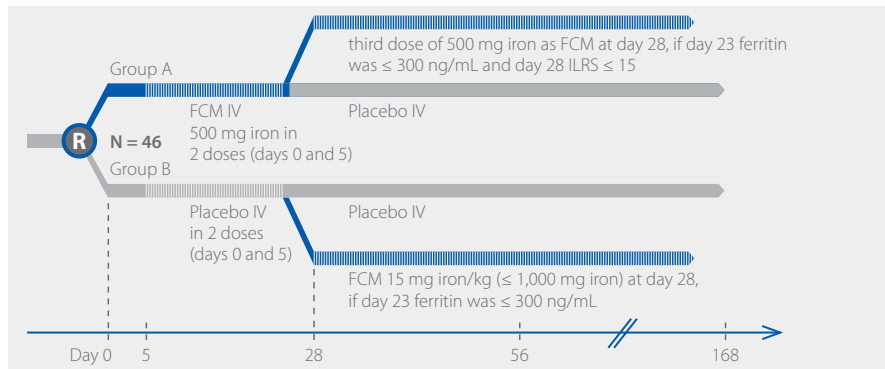 third dose of 500 mg iron as FCM at day 28, if day 23 ferritin
was ≤ 300 ng/mL and day 28 ILRS ≤ 15
Group A
FCM IV
500 mg iron in
2 doses (days 0 and 5)
Placebo IV
R
N = 46
Group B
Placebo IV
in 2 doses
(days 0 and 5)
Placebo IV
FCM 15 mg iron/kg (≤ 1,000 mg iron) at day 28,
if day 23 ferritin was ≤ 300 ng/mL
Day 0 5 28 56 168